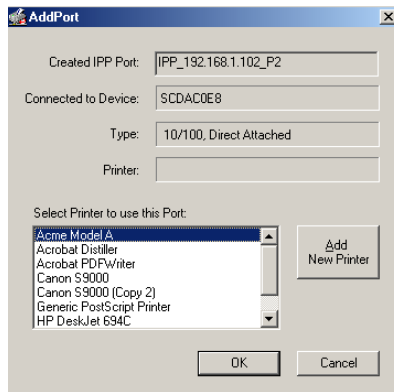 AddPort
Created IPP Port: IPP_192.168.1.102_P2
Connected to Device: SCDAC0E8
Type: 10/100, Direct Attached
Printer:
Select Printer to use this Port:
Acme Model A
Acrobat Distiller
Acrobat PDFWriter
Canon S9000
Canon S9000 (Copy 2)
Generic PostScript Printer
HP DeskJet 694C
Add
New Printer
OK Cancel